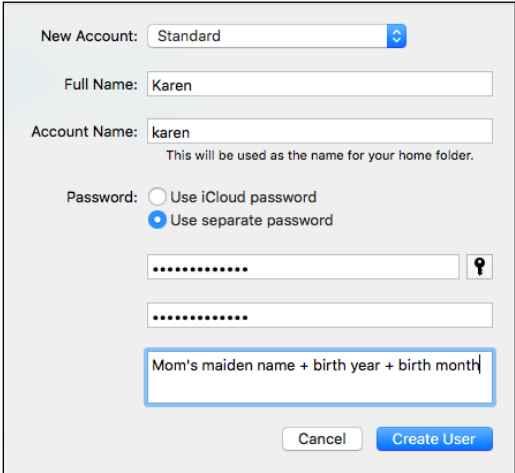 New Account: Standard
Full Name: Karen
Account Name: karen
This will be used as the name for your home folder.
Password: Use iCloud password
Use separate password
•••••••••••••
•••••••••••••
Mom's maiden name + birth year + birth month
Cancel Create User